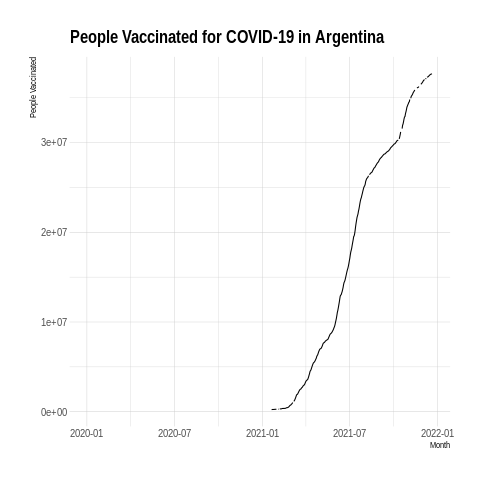 People Vaccinated for COVID-19 in Argentina
People Vaccinated
3e+07
2e+07
1e+07
0e+00
2020-01 2020-07 2021-01 2021-07 2022-01
Month